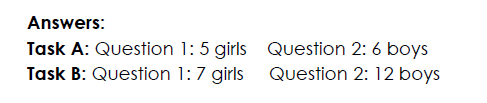 Answers:
Task A: Question 1: 5 girls Question 2: 6 boys
Task B: Question 1: 7 girls Question 2: 12 boys